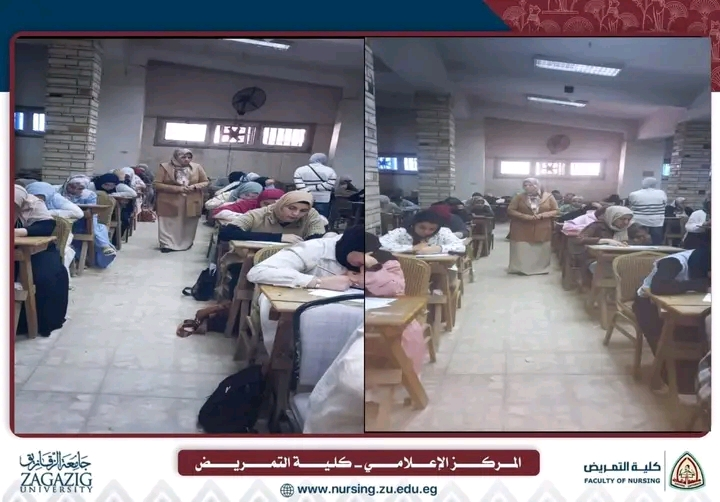 كلية التمريض
FACULTY OF NURSING
المركز الإعلامي - كلية التمريض
www.nursing.zu.edu.eg
جامعة الزقازيق
ZAGAZIG
UNIVERSITY